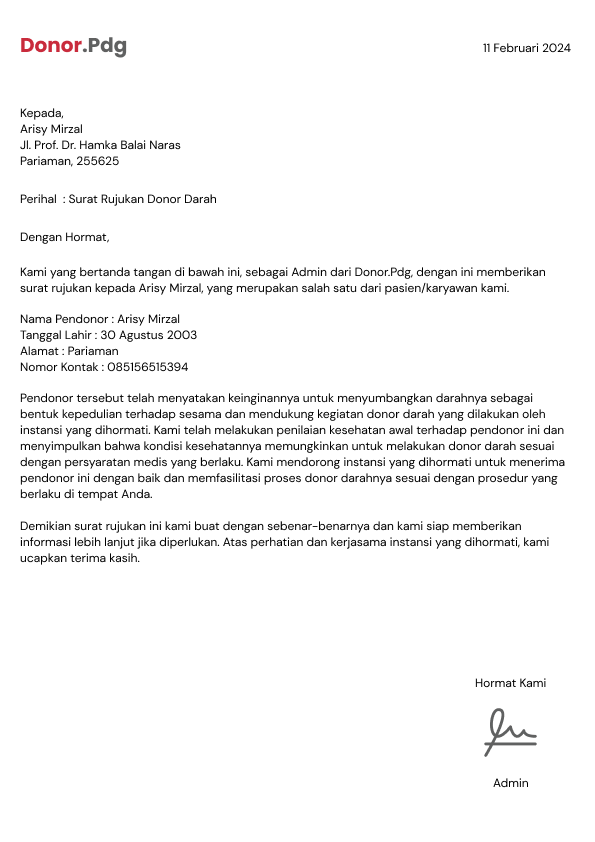 Donor.Pdg
11 Februari 2024
Kepada,
Arisy Mirzal
Jl. Prof. Dr. Hamka Balai Naras
Pariaman, 255625
Perihal  : Surat Rujukan Donor Darah
Dengan Hormat,
Kami yang bertanda tangan di bawah ini, sebagai Admin dari Donor.Pdg, dengan ini memberikan
surat rujukan kepada Arisy Mirzal, yang merupakan salah satu dari pasien/karyawan kami.
Nama Pendonor : Arisy Mirzal
Tanggal Lahir : 30 Agustus 2003
Alamat : Pariaman
Nomor Kontak : 085156515394
Pendonor tersebut telah menyatakan keinginannya untuk menyumbangkan darahnya sebagai
bentuk kepedulian terhadap sesama dan mendukung kegiatan donor darah yang dilakukan oleh
instansi yang dihormati. Kami telah melakukan penilaian kesehatan awal terhadap pendonor ini dan
menyimpulkan bahwa kondisi kesehatannya memungkinkan untuk melakukan donor darah sesuai
dengan persyaratan medis yang berlaku. Kami mendorong instansi yang dihormati untuk menerima
pendonor ini dengan baik dan memfasilitasi proses donor darahnya sesuai dengan prosedur yang
berlaku di tempat Anda.
Demikian surat rujukan ini kami buat dengan sebenar-benarnya dan kami siap memberikan
informasi lebih lanjut jika diperlukan. Atas perhatian dan kerjasama instansi yang dihormati, kami
ucapkan terima kasih.
Hormat Kami
Admin